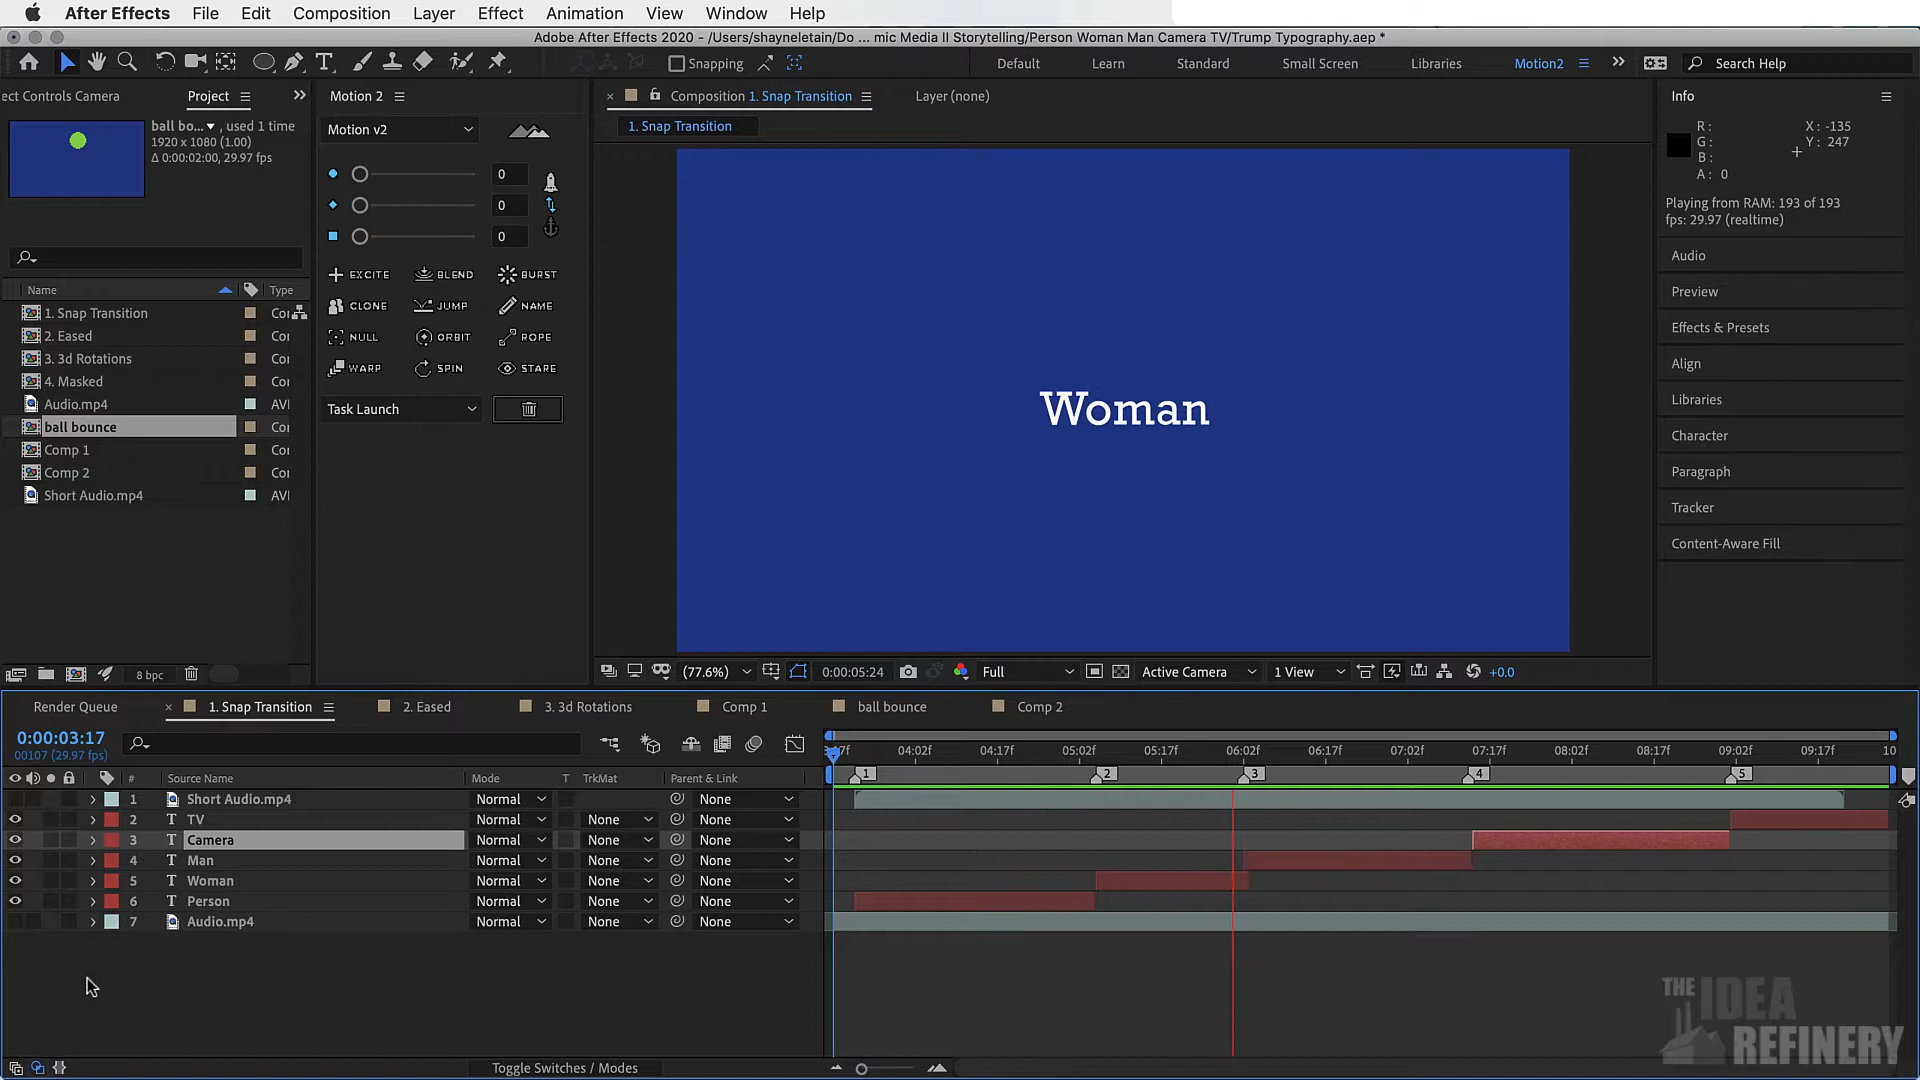 After Effects File Edit Composition Layer Effect Animation View Window Help
Adobe After Effects 2020 - /Users/shayneletain/Do ... mic Media II Storytelling/Person Woman Man Camera TV/Trump Typography.aep *
Snapping Default Learn Standard Small Screen Libraries Motion2 Search Help
ect Controls Camera Project
ball bo... , used 1 time
1920 x 1080 (1.00)
Δ 0:00:02:00, 29.97 fps
Name Type
1. Snap Transition
2. Eased
3. 3d Rotations
4. Masked
Audio.mp4 AVI
ball bounce
Comp 1
Comp 2
Short Audio.mp4 AVI
8 bpc
Motion 2
Motion v2
0
0
0
EXCITE BLEND BURST
CLONE JUMP NAME
NULL ORBIT ROPE
WARP SPIN STARE
Task Launch
Composition 1. Snap Transition Layer (none)
1. Snap Transition
Woman
(77.6%) 0:00:05:24 Full Active Camera 1 View +0.0
Info
R : X : -135
G : Y : 247
B :
A : 0
Playing from RAM: 193 of 193
fps: 29.97 (realtime)
Audio
Preview
Effects & Presets
Align
Libraries
Character
Paragraph
Tracker
Content-Aware Fill
Render Queue × 1. Snap Transition 2. Eased 3. 3d Rotations Comp 1 ball bounce Comp 2
0:00:03:17
00107 (29.97 fps)
04:02f 04:17f 05:02f 05:17f 06:02f 06:17f 07:02f 07:17f 08:02f 08:17f 09:02f 09:17f 10
1 2 3 4 5
# Source Name Mode T TrkMat Parent & Link
1 Short Audio.mp4 Normal None
2 T TV Normal None None
3 T Camera Normal None None
4 T Man Normal None None
5 T Woman Normal None None
6 T Person Normal None None
7 Audio.mp4 Normal None None
Toggle Switches / Modes
THE IDEA
REFINERY